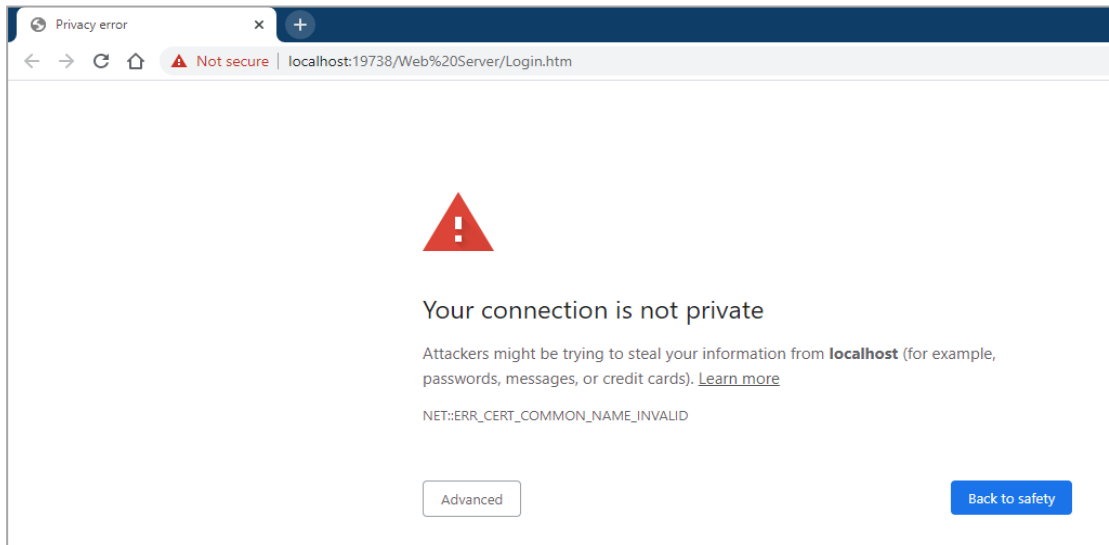 Privacy error
Not secure | localhost:19738/Web%20Server/Login.htm
Your connection is not private
Attackers might be trying to steal your information from localhost (for example,
passwords, messages, or credit cards). Learn more
NET::ERR_CERT_COMMON_NAME_INVALID
Advanced
Back to safety